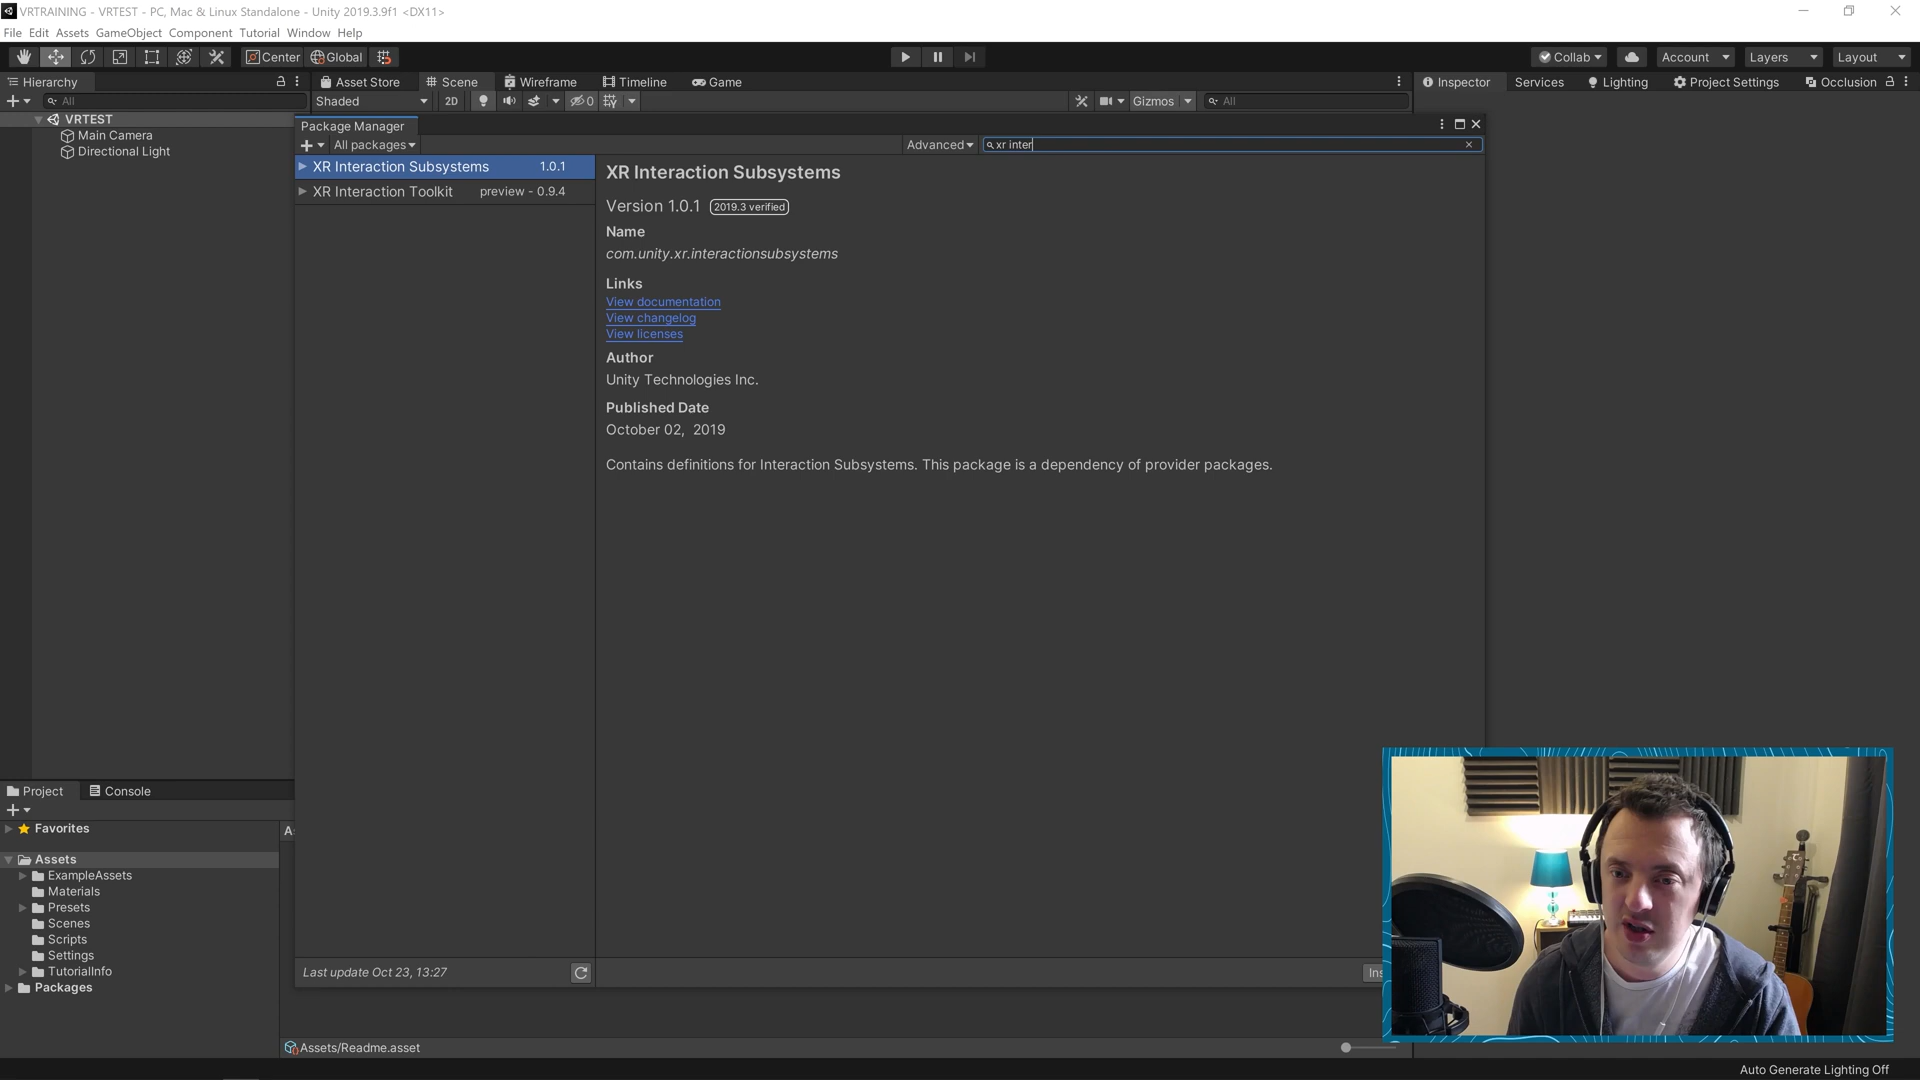 VRTRAINING - VRTEST - PC, Mac & Linux Standalone - Unity 2019.3.9f1 <DX11>
File Edit Assets GameObject Component Tutorial Window Help
Center Global Collab Account Layers Layout
Hierarchy Asset Store Scene Wireframe Timeline Game Inspector Services Lighting Project Settings Occlusion
All Shaded 2D 0 Gizmos All
VRTEST
Main Camera
Directional Light
Package Manager
All packages Advanced xr inter
XR Interaction Subsystems 1.0.1
XR Interaction Toolkit preview - 0.9.4
XR Interaction Subsystems
Version 1.0.1 2019.3 verified
Name
com.unity.xr.interactionsubsystems
Links
View documentation
View changelog
View licenses
Author
Unity Technologies Inc.
Published Date
October 02, 2019
Contains definitions for Interaction Subsystems. This package is a dependency of provider packages.
Last update Oct 23, 13:27
Ins
Project Console
Favorites
As
Assets
ExampleAssets
Materials
Presets
Scenes
Scripts
Settings
TutorialInfo
Packages
Assets/Readme.asset
Auto Generate Lighting Off